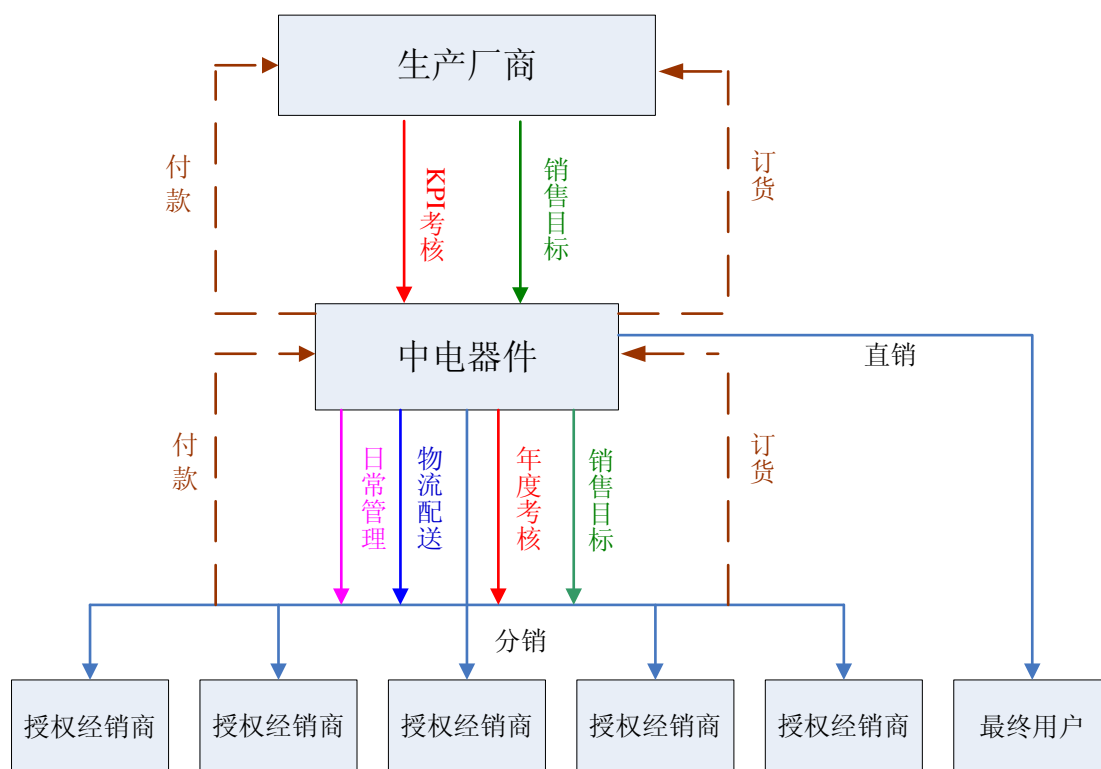 生产厂商
付款
KPI考核
销售目标
订货
中电器件
直销
付款
日常管理
物流配送
年度考核
销售目标
订货
分销
授权经销商
授权经销商
授权经销商
授权经销商
授权经销商
最终用户